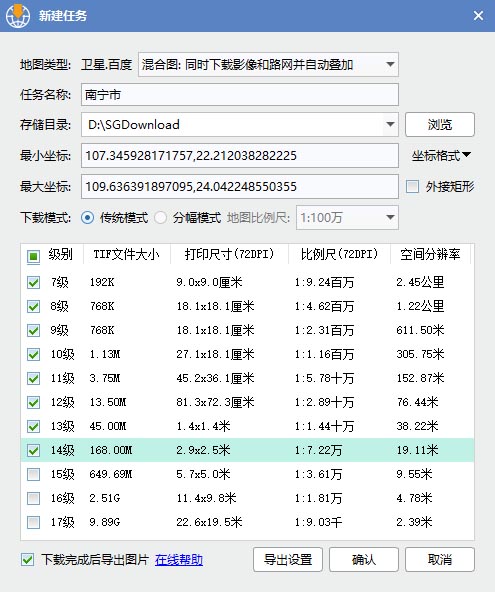 新建任务
地图类型: 卫星.百度 混合图: 同时下载影像和路网并自动叠加
任务名称: 南宁市
存储目录: D:\SGDownload 浏览
最小坐标: 107.345928171757,22.212038282225 坐标格式
最大坐标: 109.636391897095,24.042248550355 外接矩形
下载模式: 传统模式 分幅模式 地图比例尺: 1:100万
级别 TIF文件大小 打印尺寸(72DPI) 比例尺(72DPI) 空间分辨率
7级 192K 9.0x9.0厘米 1:9.24百万 2.45公里
8级 768K 18.1x18.1厘米 1:4.62百万 1.22公里
9级 768K 18.1x18.1厘米 1:2.31百万 611.50米
10级 1.13M 27.1x18.1厘米 1:1.16百万 305.75米
11级 3.75M 45.2x36.1厘米 1:5.78十万 152.87米
12级 13.50M 81.3x72.3厘米 1:2.89十万 76.44米
13级 45.00M 1.4x1.4米 1:1.44十万 38.22米
14级 168.00M 2.9x2.5米 1:7.22万 19.11米
15级 649.69M 5.7x5.0米 1:3.61万 9.55米
16级 2.51G 11.4x9.8米 1:1.81万 4.78米
17级 9.89G 22.6x19.5米 1:9.03千 2.39米
下载完成后导出图片 在线帮助 导出设置 确认 取消